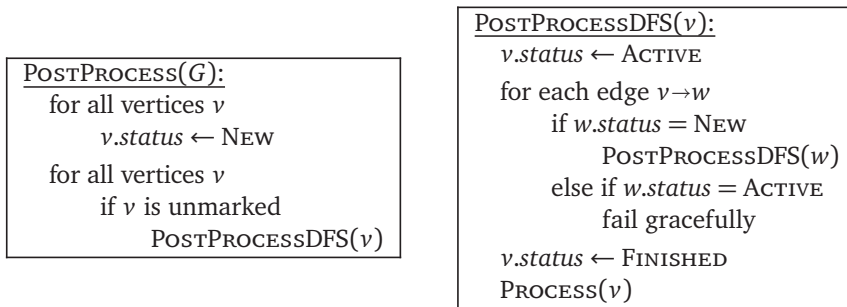 PostProcess(G):
for all vertices v
v.status ← New
for all vertices v
if v is unmarked
PostProcessDFS(v)
PostProcessDFS(v):
v.status ← Active
for each edge v→w
if w.status = New
PostProcessDFS(w)
else if w.status = Active
fail gracefully
v.status ← Finished
Process(v)